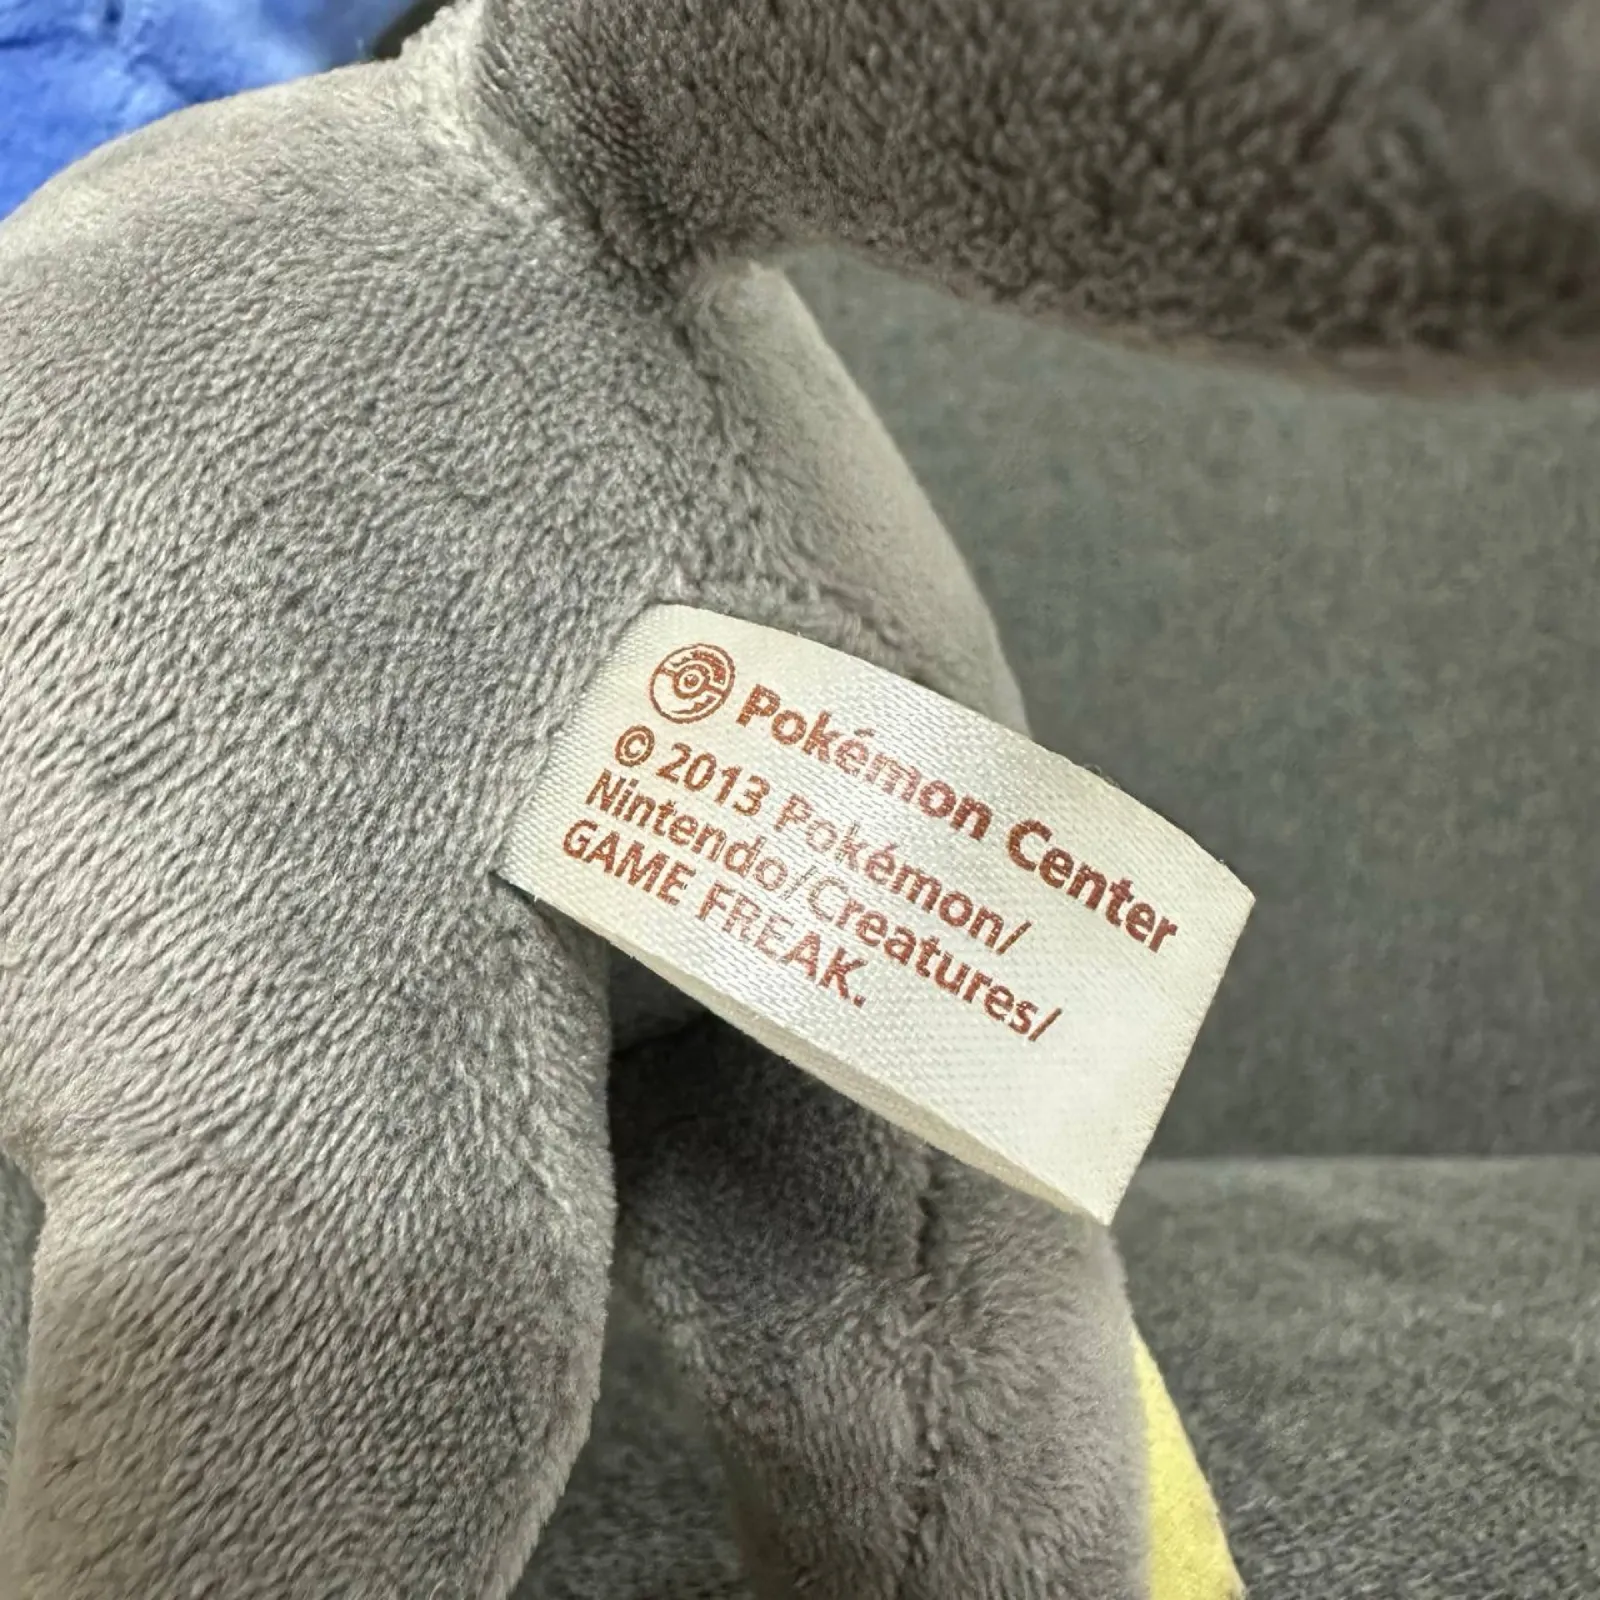 Pokémon Center
© 2013 Pokémon/
Nintendo/Creatures/
GAME FREAK.